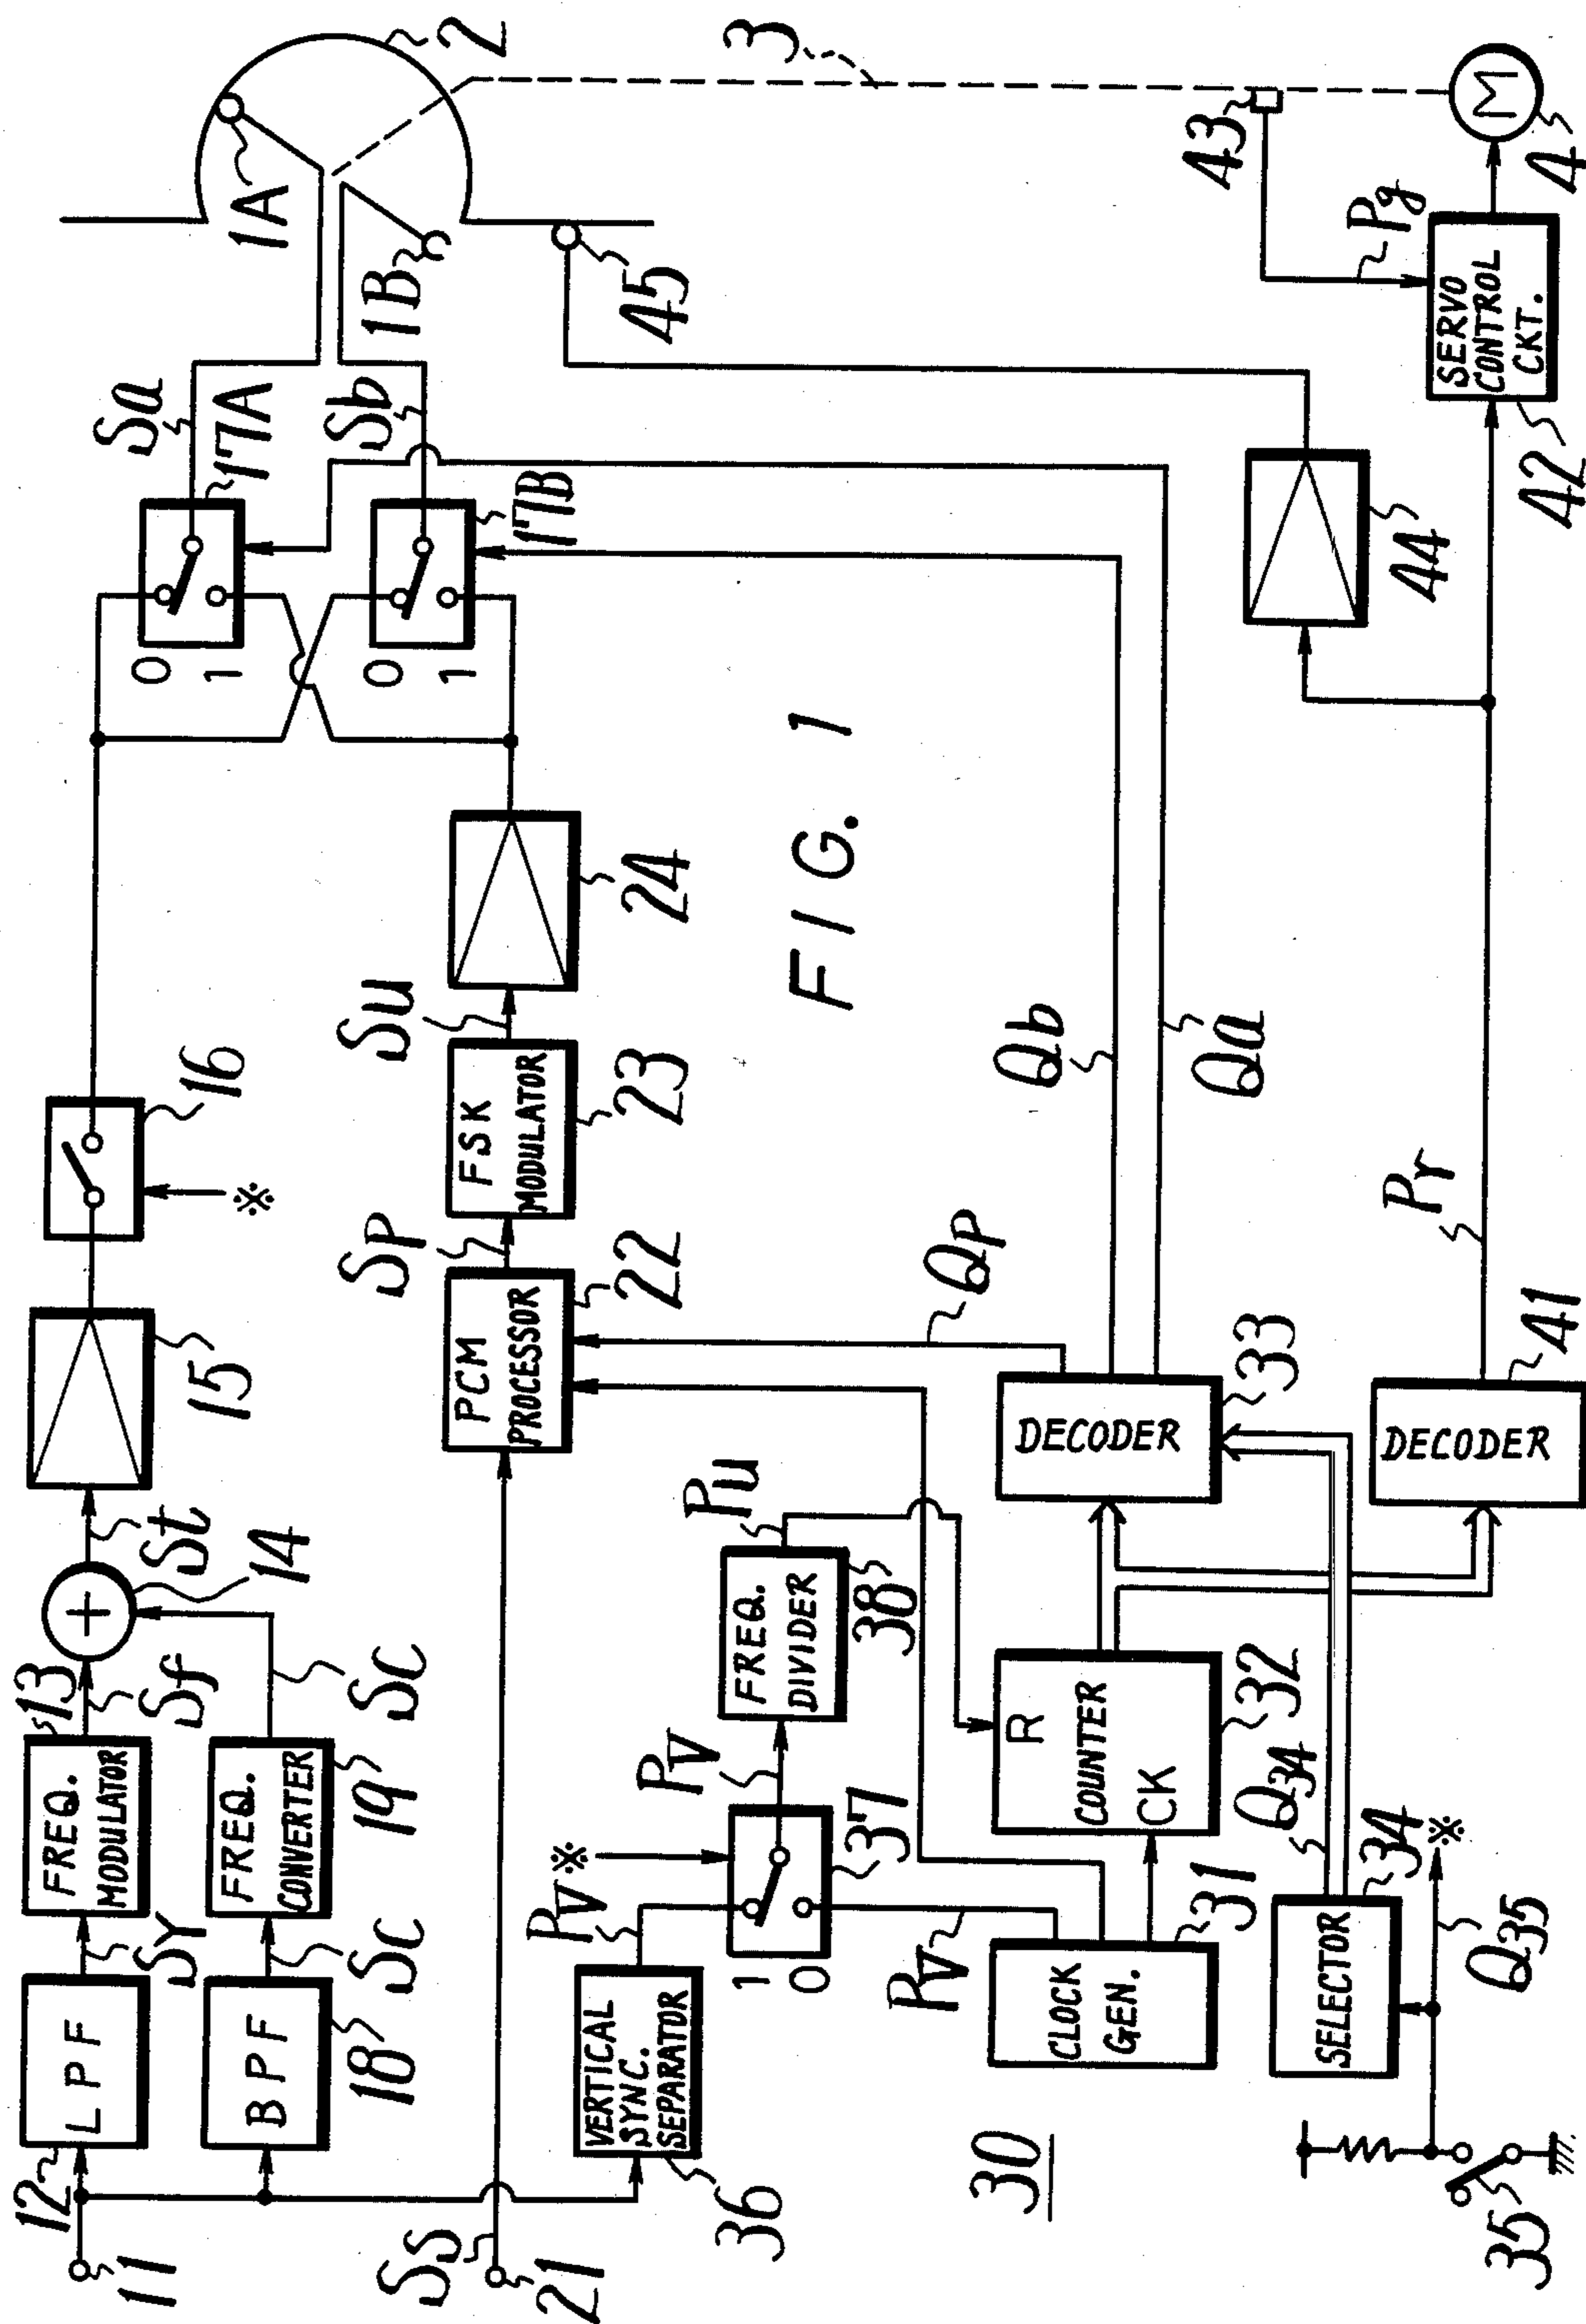 11
12
LPF
SY
FREQ.
MODULATOR
13
Sf
14
St
15
16
※
BPF
18
Sc
FREQ.
CONVERTER
19
Sc
Sa
17A
0
1
Sb
17B
0
1
1A
1B
2
3
45
Ss
21
PCM
PROCESSOR
22
Sp
FSK
MODULATOR
23
Su
24
VERTICAL
SYNC.
SEPARATOR
36
Pv
※
1
0
37
Pv
Pv
FREQ.
DIVIDER
38
Pu
FIG. 1
30
CLOCK
GEN.
31
R
COUNTER
CK
32
DECODER
33
Qp
Qb
Qa
35
SELECTOR
34
Q34
Q35
※
DECODER
41
Pr
44
SERVO
CONTROL
CKT.
42
Pg
43
M
4